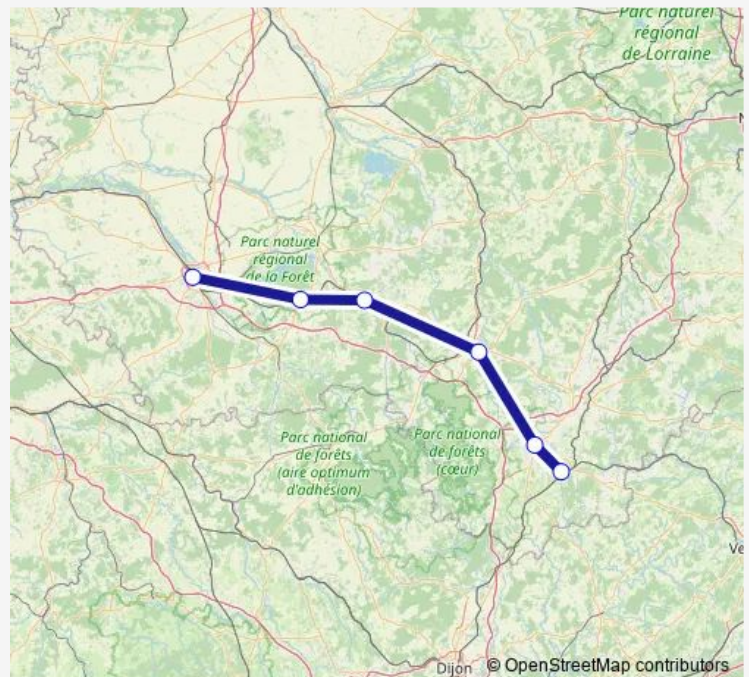 Parc naturel
régional
de Lorraine
Parc naturel
régional
de la Forêt
Parc national
de forêts
(aire optimum
d'adhésion)
Parc national
de forêts
(cœur)
Ve
Dijon
© OpenStreetMap contributors